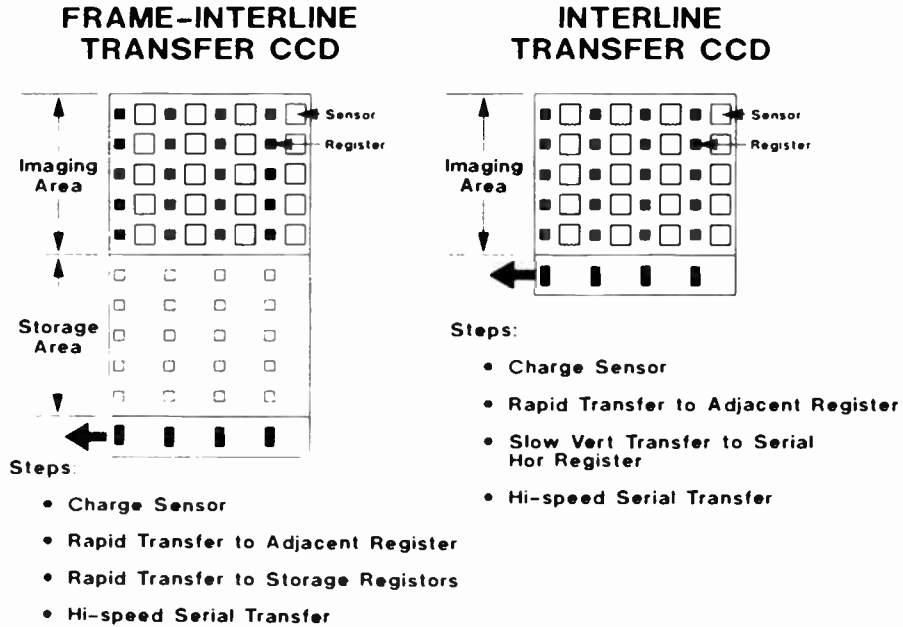 FRAME-INTERLINE
TRANSFER CCD
Imaging
Area
Sensor
Register
Storage
Area
Steps:
• Charge Sensor
• Rapid Transfer to Adjacent Register
• Rapid Transfer to Storage Registors
• Hi-speed Serial Transfer
INTERLINE
TRANSFER CCD
Imaging
Area
Sensor
Register
Steps:
• Charge Sensor
• Rapid Transfer to Adjacent Register
• Slow Vert Transfer to Serial
Hor Register
• Hi-speed Serial Transfer